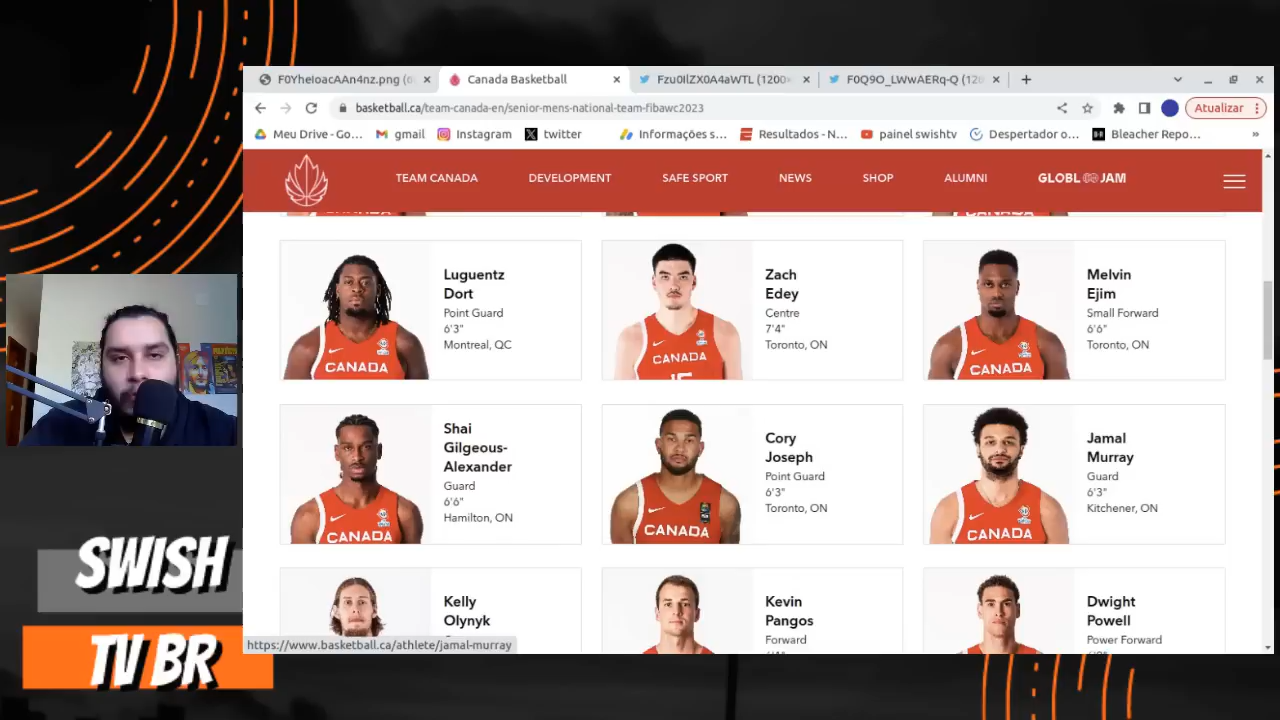 F0YheIoacAAn4nz.png (
Canada Basketball
Fzu0IlZX0A4aWTL (1200×
F0Q9O_LWwAERq-Q (12
basketball.ca/team-canada-en/senior-mens-national-team-fibawc2023
Atualizar
Meu Drive - Go...
gmail
Instagram
twitter
Informações s...
Resultados - N...
painel swishtv
Despertador o...
Bleacher Repo...
»
TEAM CANADA
DEVELOPMENT
SAFE SPORT
NEWS
SHOP
ALUMNI
GLOBL JAM
CANADA
Luguentz
Dort
Point Guard
6'3"
Montreal, QC
CANADA
Zach
Edey
Centre
7'4"
Toronto, ON
CANADA
Melvin
Ejim
Small Forward
6'6"
Toronto, ON
CANADA
Shai
Gilgeous-
Alexander
Guard
6'6"
Hamilton, ON
CANADA
Cory
Joseph
Point Guard
6'3"
Toronto, ON
CANADA
Jamal
Murray
Guard
6'3"
Kitchener, ON
Kelly
Olynyk
Kevin
Pangos
Forward
Dwight
Powell
Power Forward
https://www.basketball.ca/athlete/jamal-murray
SWISH
TV BR